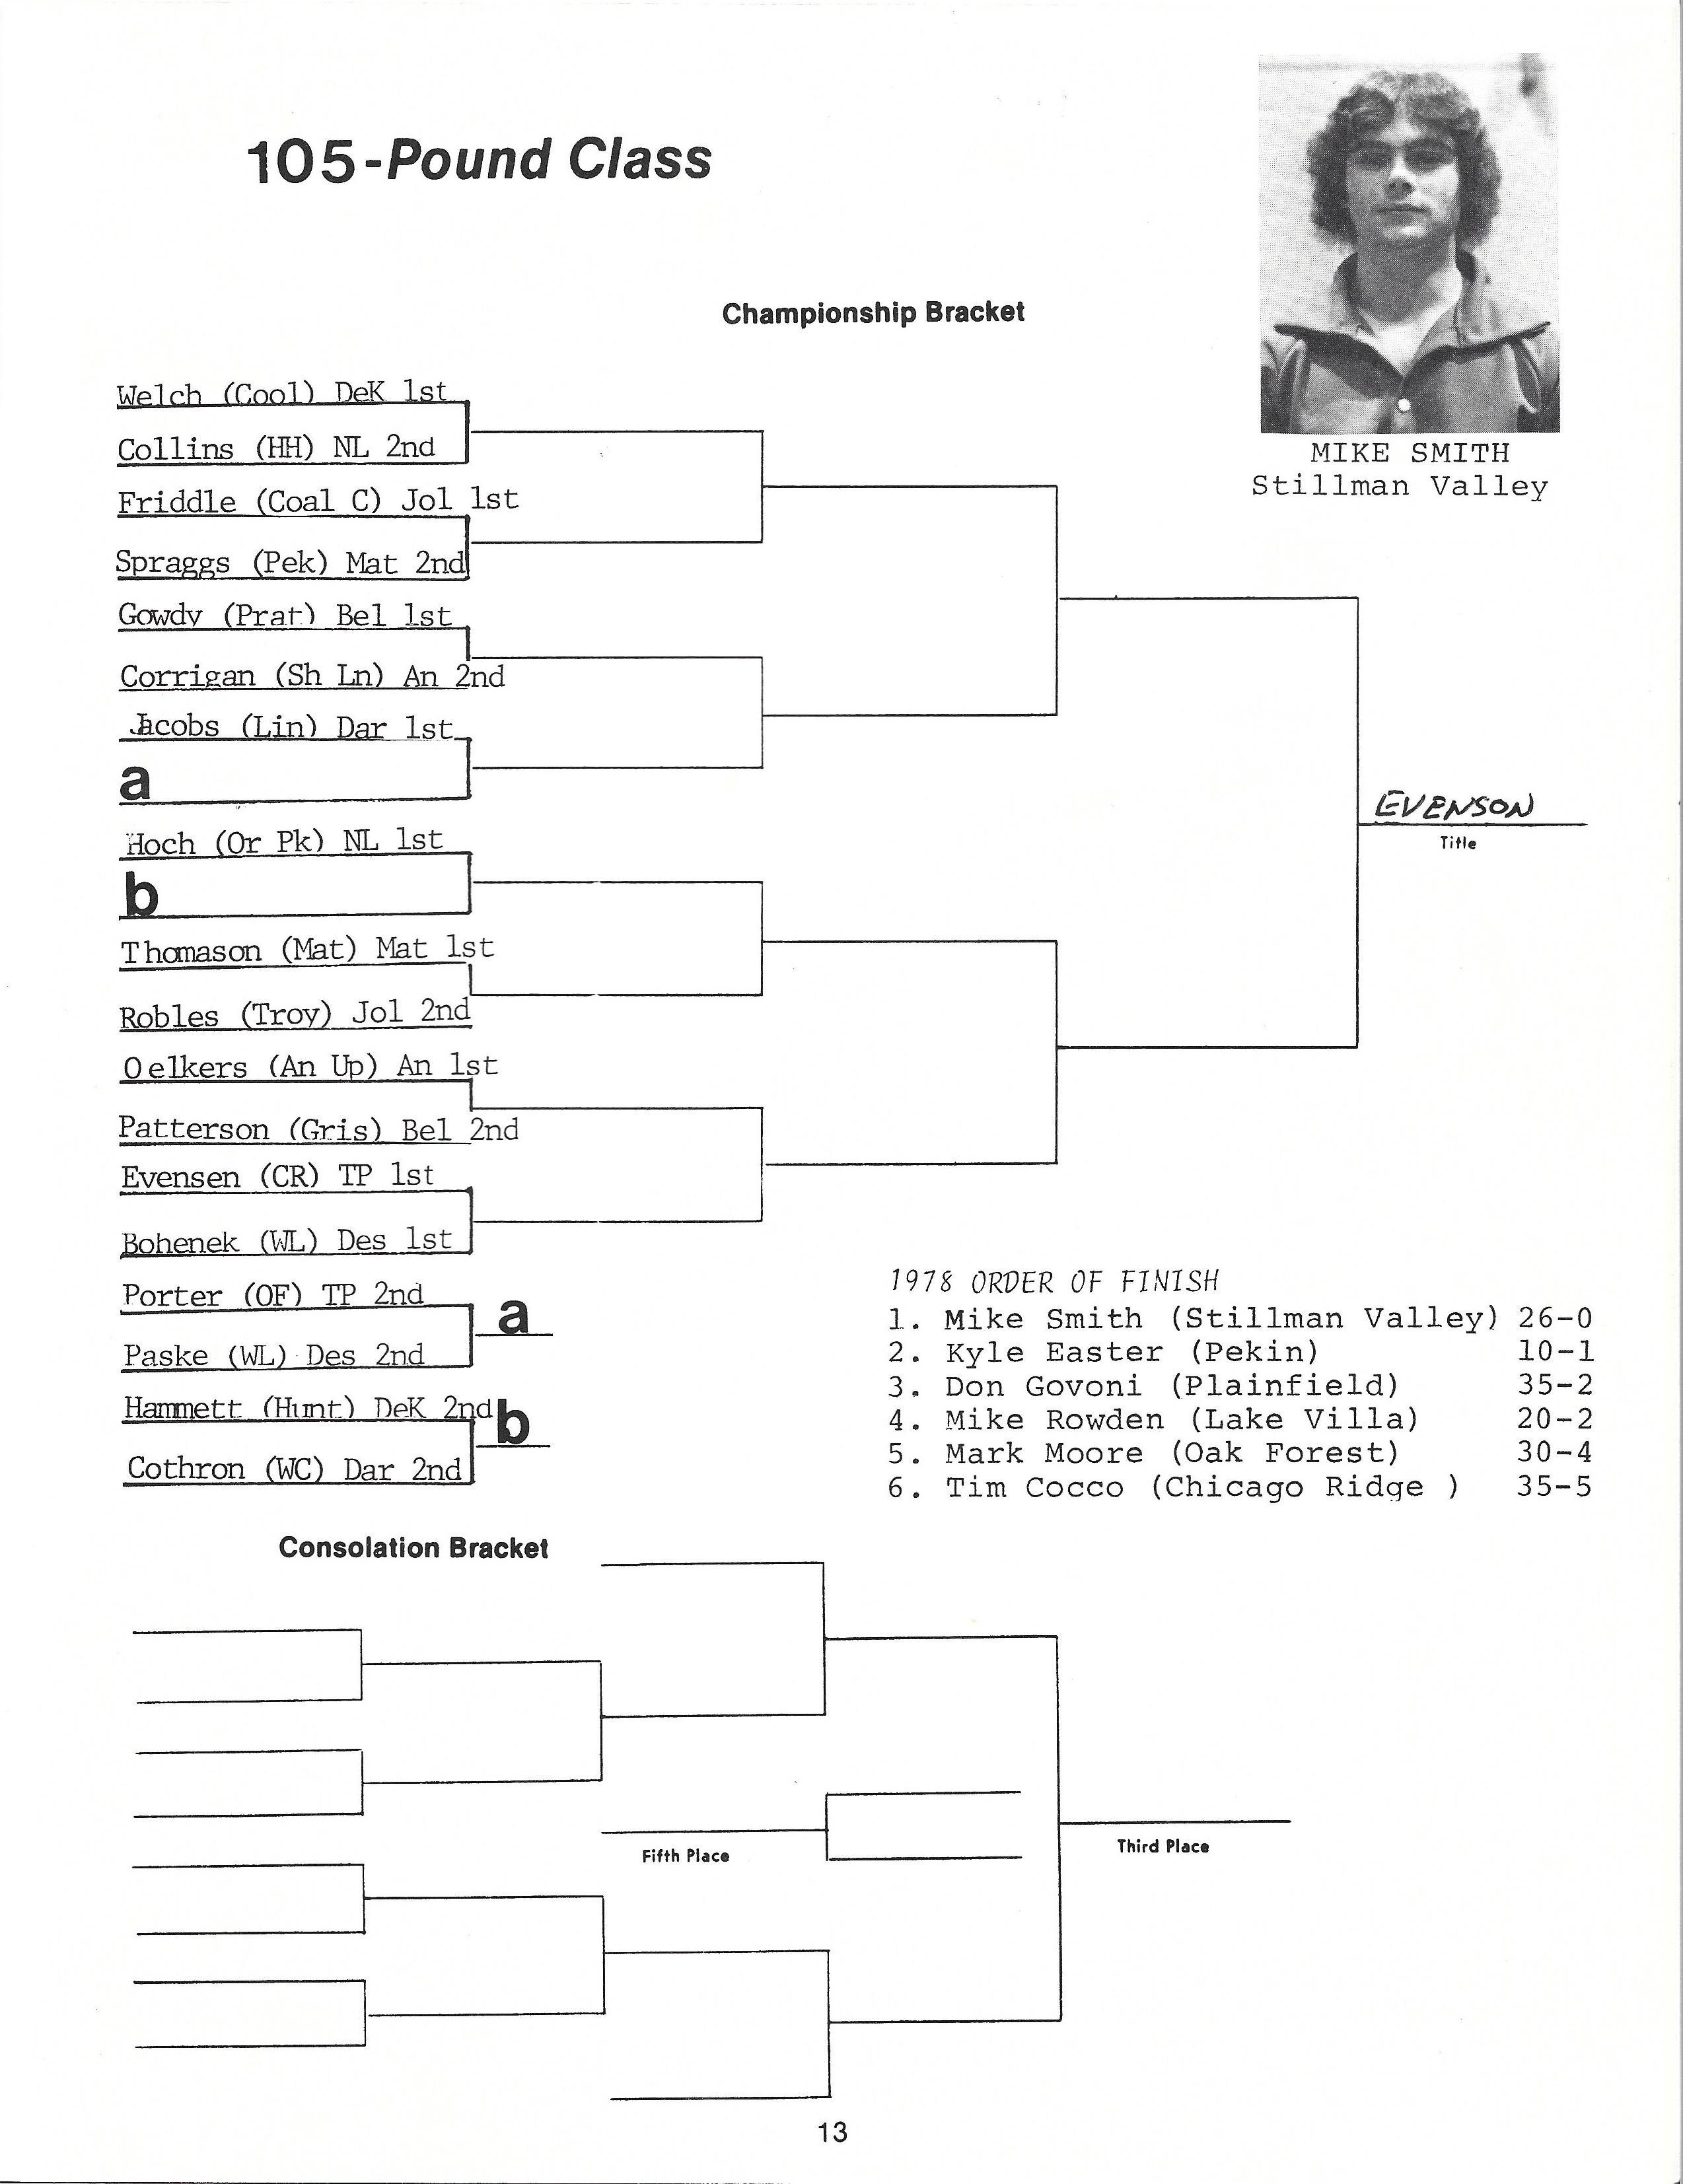 105-Pound Class
MIKE SMITH
Stillman Valley
Championship Bracket
Welch (Cool) DeK 1st
Collins (HH) NL 2nd
Friddle (Coal C) Jol 1st
Spraggs (Pek) Mat 2nd
Gowdy (Prat) Bel 1st
Corrigan (Sh Ln) An 2nd
Jacobs (Lin) Dar 1st
a
Hoch (Or Pk) NL 1st
b
Thomason (Mat) Mat 1st
Robles (Troy) Jol 2nd
Oelkers (An Up) An 1st
Patterson (Gris) Bel 2nd
Evensen (CR) TP 1st
Bohenek (WL) Des 1st
Porter (OF) TP 2nd
a
Paske (WL) Des 2nd
Hammett (Hunt) DeK 2nd
b
Cothron (WC) Dar 2nd
EVENSON
Title
1978 ORDER OF FINISH
1. Mike Smith (Stillman Valley) 26-0
2. Kyle Easter (Pekin) 10-1
3. Don Govoni (Plainfield) 35-2
4. Mike Rowden (Lake Villa) 20-2
5. Mark Moore (Oak Forest) 30-4
6. Tim Cocco (Chicago Ridge ) 35-5
Consolation Bracket
Fifth Place
Third Place
13